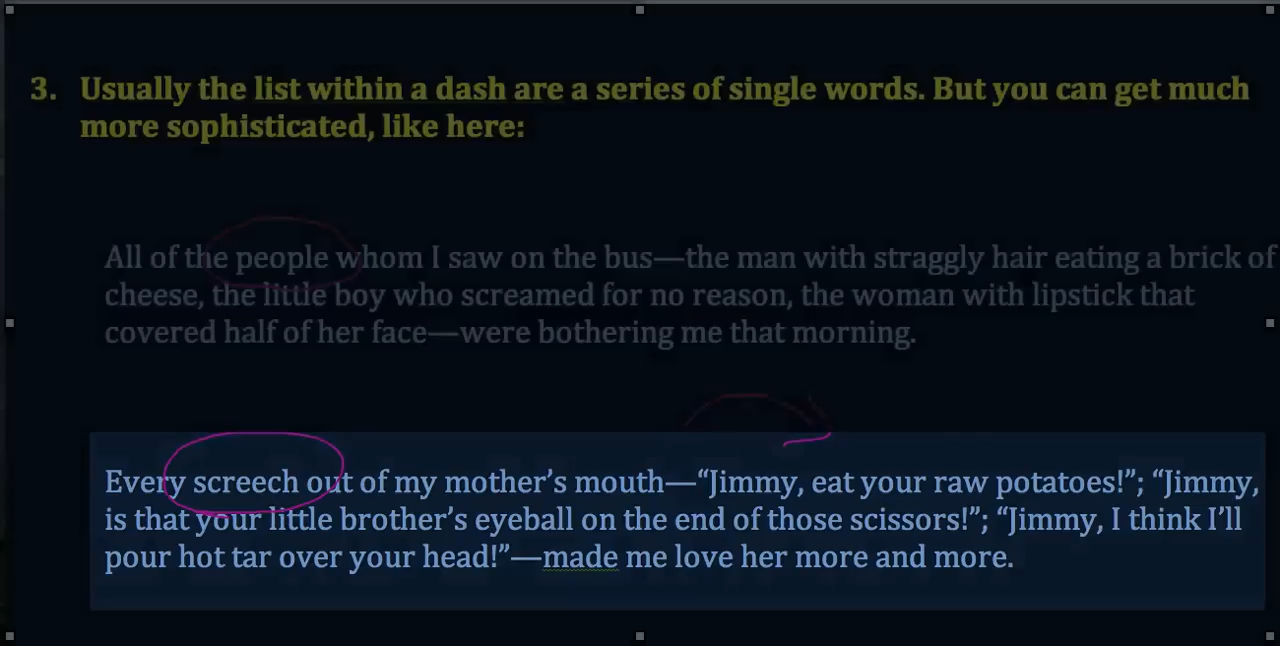 3. Usually the list within a dash are a series of single words. But you can get much
more sophisticated, like here:
All of the people whom I saw on the bus—the man with straggly hair eating a brick of
cheese, the little boy who screamed for no reason, the woman with lipstick that
covered half of her face—were bothering me that morning.
Every screech out of my mother’s mouth—“Jimmy, eat your raw potatoes!”; “Jimmy,
is that your little brother’s eyeball on the end of those scissors!”; “Jimmy, I think I’ll
pour hot tar over your head!”—made me love her more and more.